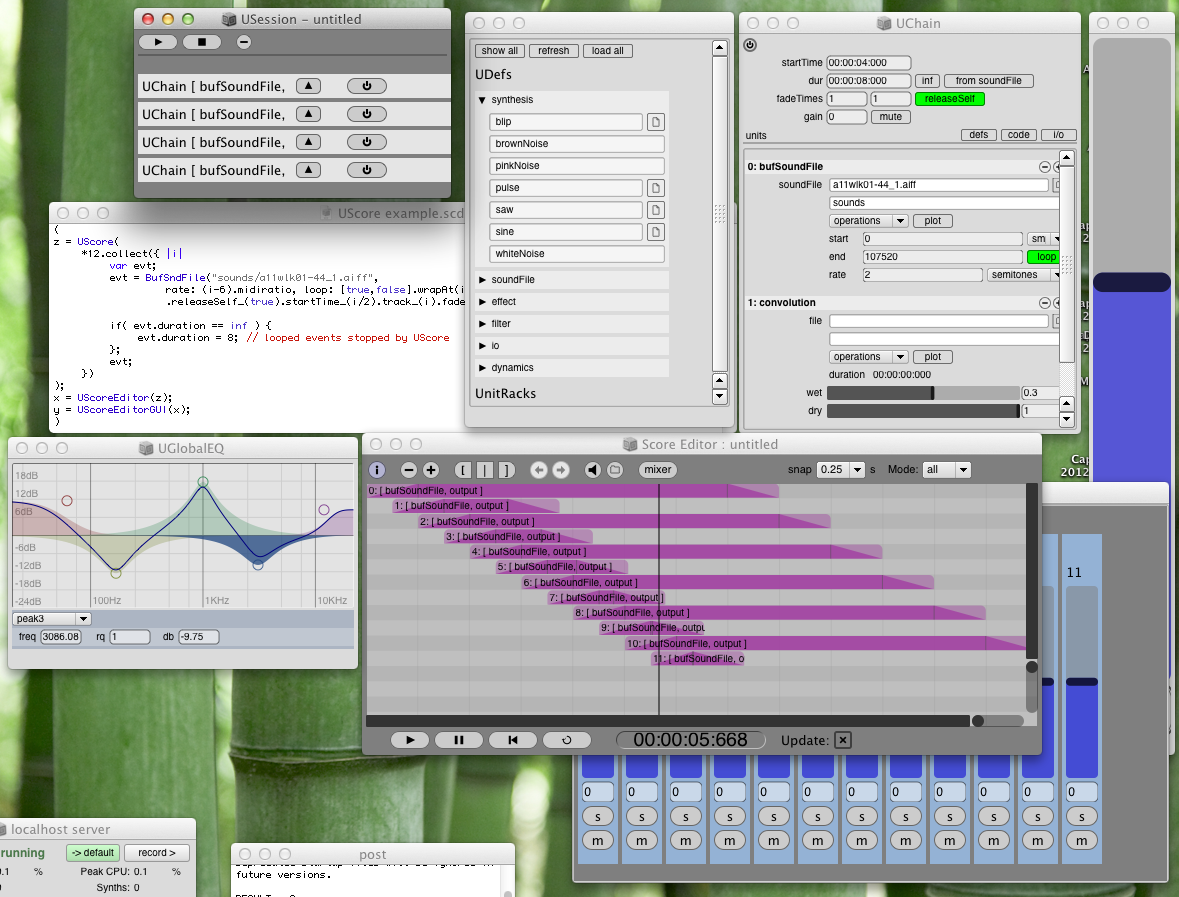 USession – untitled
UChain [ bufSoundFile,
UChain [ bufSoundFile,
UChain [ bufSoundFile,
UChain [ bufSoundFile,
UScore example.scd
(
z = UScore(
*12.collect({ |i|
var evt;
evt = BufSndFile("sounds/a11wlk01-44_1.aiff",
rate: (i-6).midiratio, loop: [true,false].wrapAt(i
.releaseSelf_(true).startTime_(i/2).track_(i).fade
if( evt.duration == inf ) {
evt.duration = 8; // looped events stopped by UScore
};
evt;
})
);
x = UScoreEditor(z);
y = UScoreEditorGUI(x);
)
show all refresh load all
UDefs
synthesis
blip
brownNoise
pinkNoise
pulse
saw
sine
whiteNoise
soundFile
effect
filter
io
dynamics
UnitRacks
UChain
startTime 00:00:04:000
dur 00:00:08:000 inf from soundFile
fadeTimes 1 1 releaseSelf
gain 0 mute
units defs code i/o
0: bufSoundFile
soundFile a11wlk01-44_1.aiff
sounds
operations plot
start 0 sm
end 107520 loop
rate 2 semitones
1: convolution
file
operations plot
duration 00:00:00:000
wet 0.3
dry 1
Cap
2012
UGlobalEQ
18dB
12dB
6dB
-6dB
-12dB
-18dB
-24dB
100Hz 1KHz 10KHz
peak3
freq 3086.08 rq 1 db -9.75
Score Editor : untitled
i [ | ] mixer snap 0.25 s Mode: all
0: [ bufSoundFile, output ]
1: [ bufSoundFile, output ]
2: [ bufSoundFile, output ]
3: [ bufSoundFile, output ]
4: [ bufSoundFile, output ]
5: [ bufSoundFile, output ]
6: [ bufSoundFile, output ]
7: [ bufSoundFile, output ]
8: [ bufSoundFile, output ]
9: [ bufSoundFile, outpu
10: [ bufSoundFile, output ]
11: [ bufSoundFile, o
00:00:05:668 Update: ×
11
0 0 0 0 0 0 0 0 0 0 0 0
s s s s s s s s s s s s
m m m m m m m m m m m m
localhost server
running -> default record >
0.1 % Peak CPU: 0.1 %
Synths: 0
post
future versions.